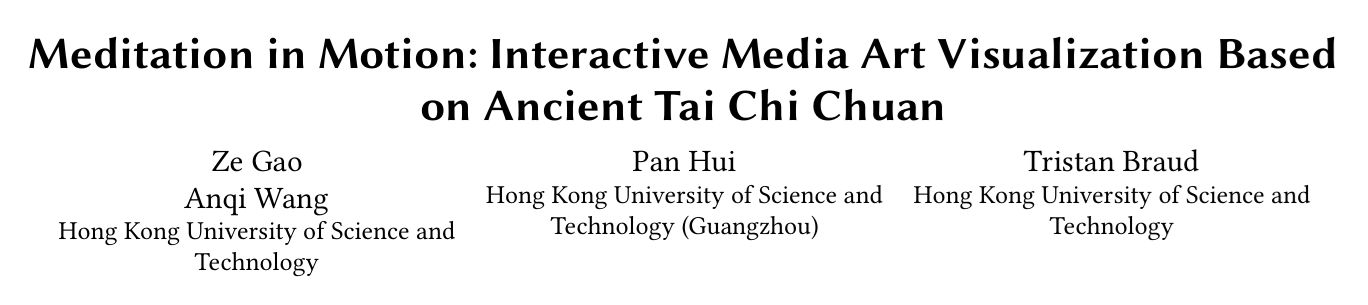 Meditation in Motion: Interactive Media Art Visualization Based
on Ancient Tai Chi Chuan
Ze Gao
Anqi Wang
Hong Kong University of Science and
Technology
Pan Hui
Hong Kong University of Science and
Technology (Guangzhou)
Tristan Braud
Hong Kong University of Science and
Technology